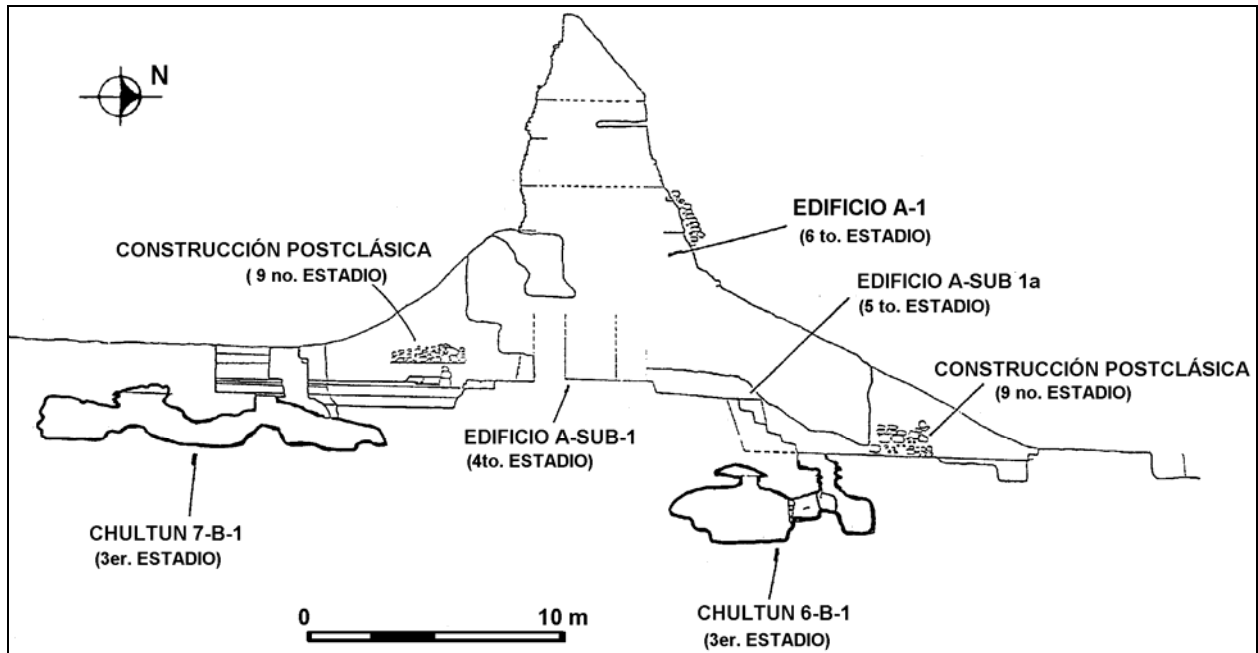 N
EDIFICIO A-1
(6 to. ESTADIO)
CONSTRUCCIÓN POSTCLÁSICA
( 9 no. ESTADIO)
EDIFICIO A-SUB 1a
(5 to. ESTADIO)
CONSTRUCCIÓN POSTCLÁSICA
(9 no. ESTADIO)
EDIFICIO A-SUB-1
(4to. ESTADIO)
CHULTUN 7-B-1
(3er. ESTADIO)
CHULTUN 6-B-1
(3er. ESTADIO)
0 10 m